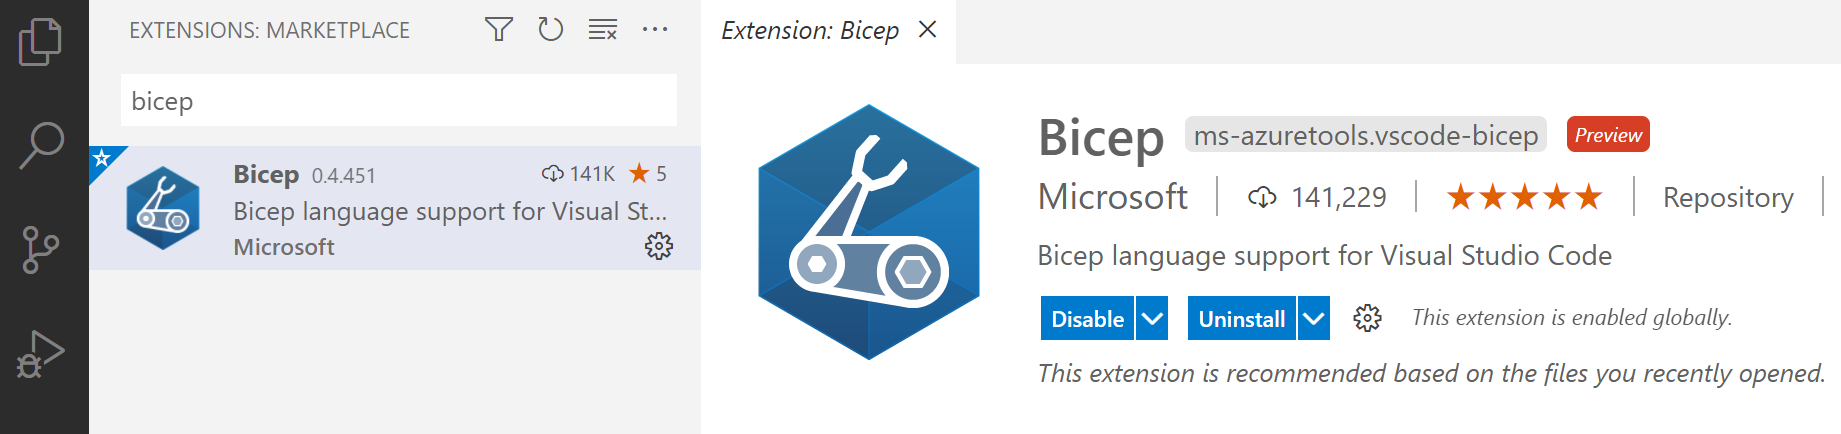 EXTENSIONS: MARKETPLACE
bicep
Bicep 0.4.451 141K ★ 5
Bicep language support for Visual St...
Microsoft
Extension: Bicep
Bicep ms-azuretools.vscode-bicep Preview
Microsoft 141,229 ★★★★★ Repository
Bicep language support for Visual Studio Code
Disable Uninstall This extension is enabled globally.
This extension is recommended based on the files you recently opened.